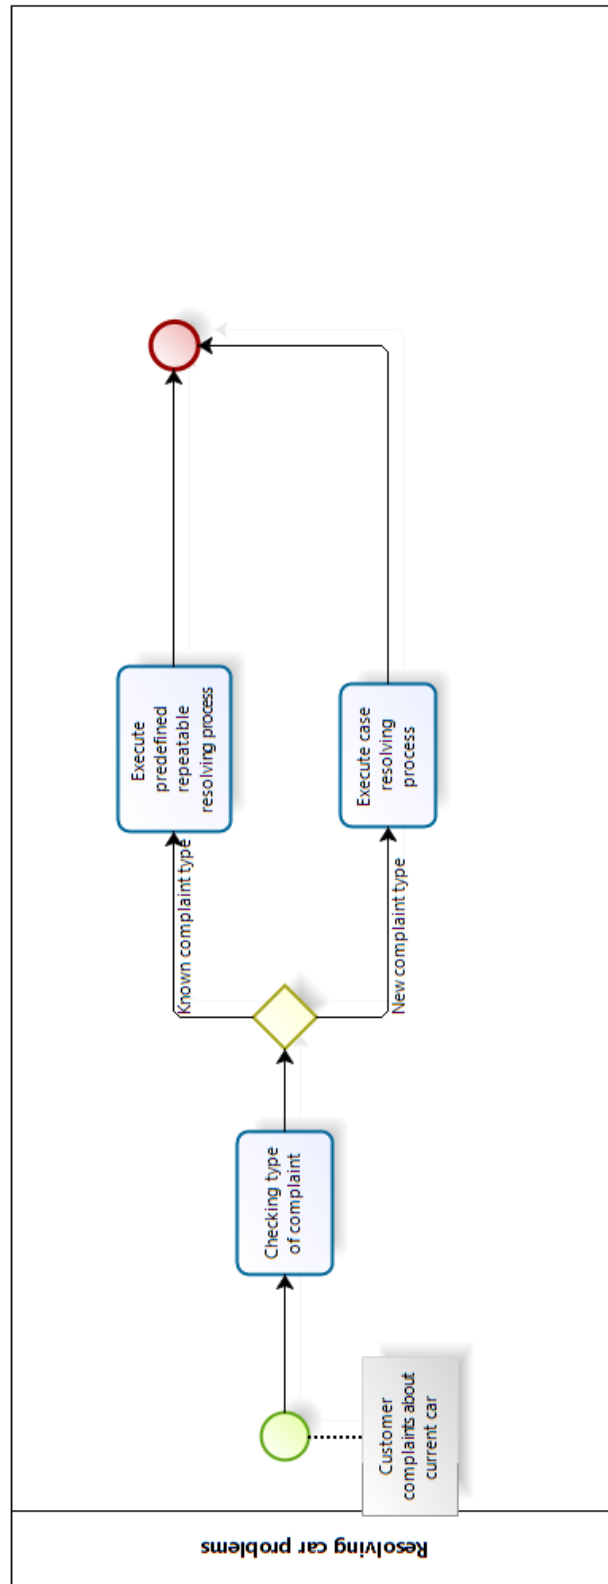 Resolving car problems
Customer
complaints about
current car
Checking type
of complaint
Known complaint type
Execute
predefined
repeatable
resolving process
New complaint type
Execute case
resolving
process